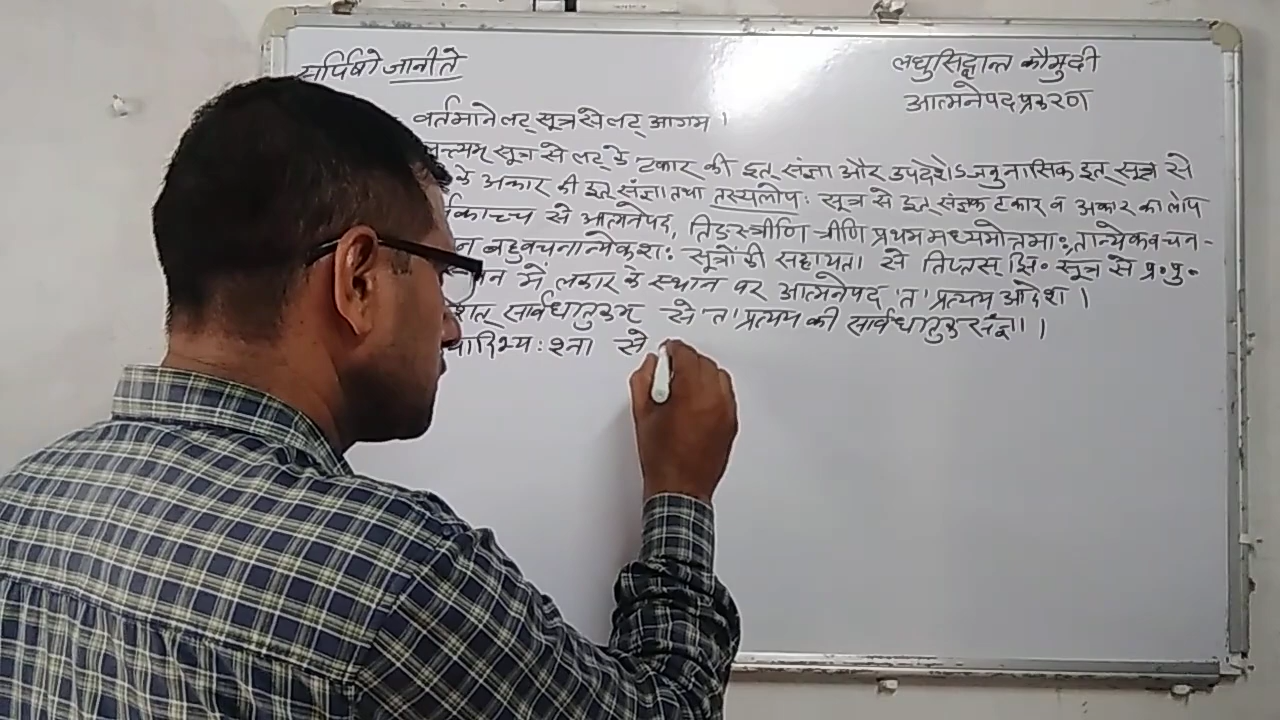 सर्पिषो जानीते
लघुसिद्धान्त कौमुदी
आत्मनेपदप्रकरण
वर्तमाने लट् सूत्र से लट् आगम ।
सूत्र से लट् के टकार की इत् संज्ञा और उपदेशेऽजनुनासिक इत् सूत्र से
के अकार की इत् संज्ञा तथा तस्यलोपः सूत्र से इत् संज्ञक टकार व अकार का लोप
से आत्मनेपद, तिङस्त्रीणि त्रीणि प्रथममध्यमोत्तमाः, तान्येकवचन-
बहुवचनान्येकशः सूत्रों की सहायता से तिप्तस् झि॰ सूत्र से प्र॰ पु॰
में लकार के स्थान पर आत्मनेपद 'त' प्रत्यय आदेश ।
सार्वधातुकम् से 'त' प्रत्यय की सार्वधातुक संज्ञा ।
श्ना से